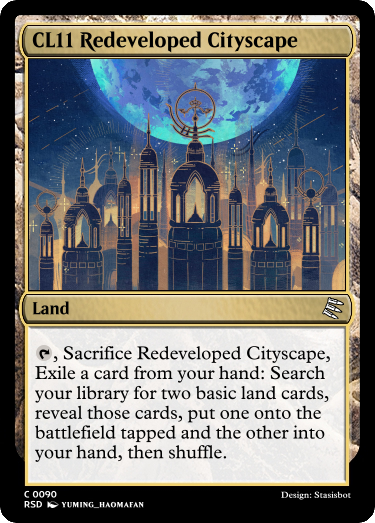 CL11 Redeveloped Cityscape
Land
, Sacrifice Redeveloped Cityscape,
Exile a card from your hand: Search
your library for two basic land cards,
reveal those cards, put one onto the
battlefield tapped and the other into
your hand, then shuffle.
C 0090
RSD YUMING_HAOMAFAN
Design: Stasisbot